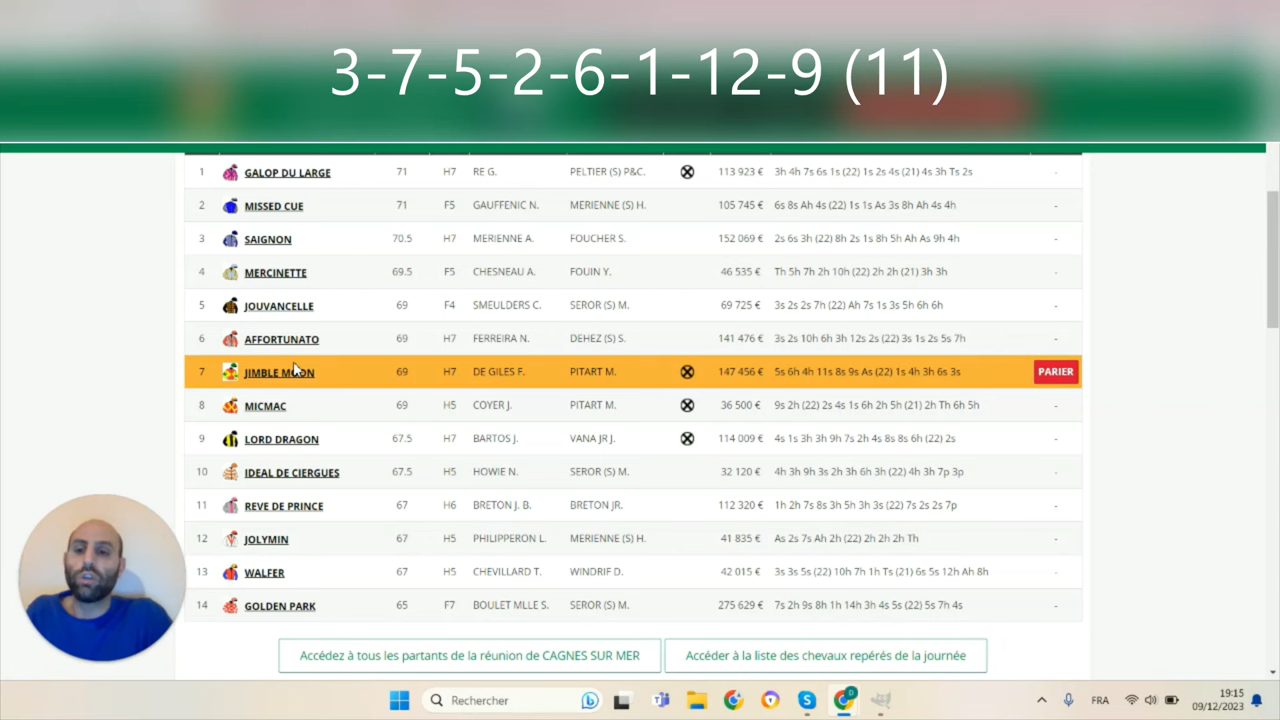 3-7-5-2-6-1-12-9 (11)
1 GALOP DU LARGE 71 H7 RE G. PELTIER (S) P&C. 113 923 € 3h 4h 7s 6s 1s (22) 1s 2s 4s (21) 4s 3h Ts 2s -
2 MISSED CUE 71 F5 GAUFFENIC N. MERIENNE (S) H. 105 745 € 6s 8s Ah 4s (22) 1s 1s As 3s 8h Ah 4s 4h -
3 SAIGNON 70.5 H7 MERIENNE A. FOUCHER S. 152 069 € 2s 6s 3h (22) 8h 2s 1s 8h 5h Ah As 9h 4h -
4 MERCINETTE 69.5 F5 CHESNEAU A. FOUIN Y. 46 535 € Th 5h 7h 2h 10h (22) 2h 2h (21) 3h 3h -
5 JOUVANCELLE 69 F4 SMEULDERS C. SEROR (S) M. 69 725 € 3s 2s 2s 7h (22) Ah 7s 1s 3s 5h 6h 6h -
6 AFFORTUNATO 69 H7 FERREIRA N. DEHEZ (S) S. 141 476 € 3s 2s 10h 6h 3h 12s 2s (22) 3s 1s 2s 5s 7h -
7 JIMBLE MOON 69 H7 DE GILES F. PITART M. 147 456 € 5s 6h 4h 11s 8s 9s As (22) 1s 4h 3h 6s 3s PARIER
8 MICMAC 69 H5 COYER J. PITART M. 36 500 € 9s 2h (22) 2s 4s 1s 6h 2h 5h (21) 2h Th 6h 5h -
9 LORD DRAGON 67.5 H7 BARTOS J. VANA JR J. 114 009 € 4s 1s 3h 3h 9h 7s 2h 4s 8s 8s 6h (22) 2s -
10 IDEAL DE CIERGUES 67.5 H5 HOWIE N. SEROR (S) M. 32 120 € 4h 3h 9h 3s 2h 3h 6h 3h (22) 4h 3h 7p 3p -
11 REVE DE PRINCE 67 H6 BRETON J. B. BRETON JR. 112 320 € 1h 2h 7s 8s 3h 5h 3h 3s (22) 7s 2s 2s 7p -
12 JOLYMIN 67 H5 PHILIPPERON L. MERIENNE (S) H. 41 835 € As 2s 7s Ah 2h (22) 2h 2h 2h Th -
13 WALFER 67 H5 CHEVILLARD T. WINDRIF D. 42 015 € 3s 3s 5s (22) 10h 7h 1h Ts (21) 6s 5s 12h Ah 8h -
14 GOLDEN PARK 65 F7 BOULET MLLE S. SEROR (S) M. 275 629 € 7s 2h 9s 8h 1h 14h 3h 4s 5s (22) 5s 7h 4s -
Accédez à tous les partants de la réunion de CAGNES SUR MER Accéder à la liste des chevaux repérés de la journée
Rechercher FRA 19:15
09/12/2023